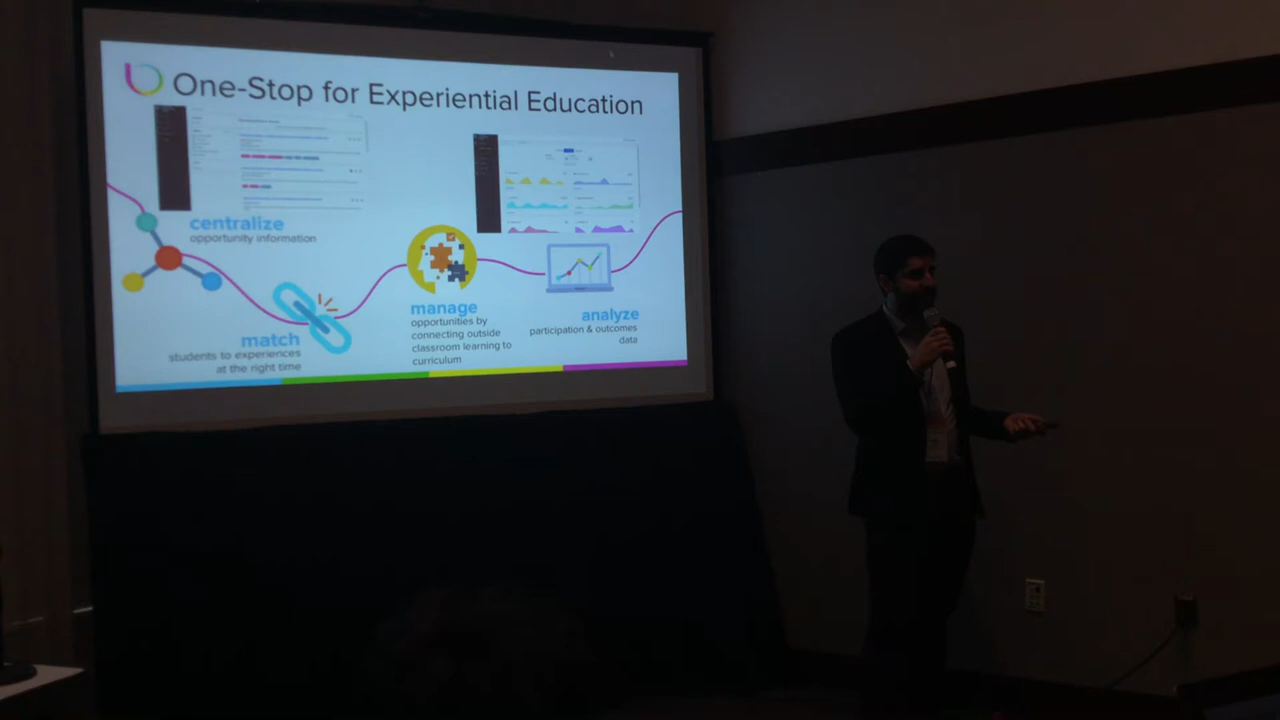 One-Stop for Experiential Education
centralize
opportunity information
match
students to experiences
at the right time
manage
opportunities by
connecting outside
classroom learning to
curriculum
analyze
participation & outcomes
data